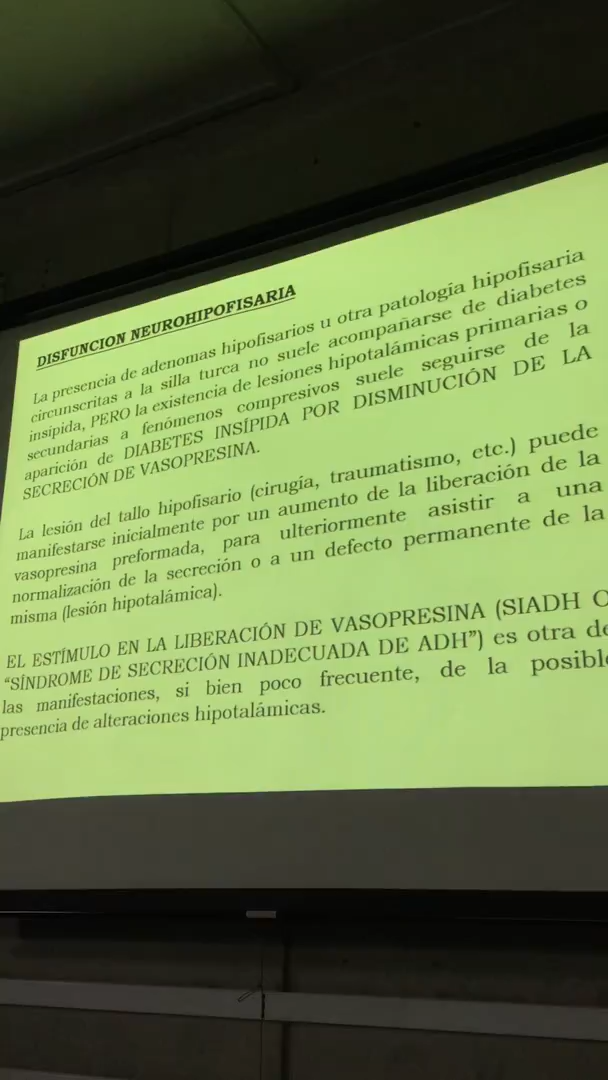 DISFUNCION NEUROHIPOFISARIA
La presencia de adenomas hipofisarios u otra patología hipofisaria
circunscritas a la silla turca no suele acompañarse de diabetes
insípida, PERO la existencia de lesiones hipotalámicas primarias o
secundarias a fenómenos compresivos suele seguirse de la
aparición de DIABETES INSÍPIDA POR DISMINUCIÓN DE LA
SECRECIÓN DE VASOPRESINA.
La lesión del tallo hipofisario (cirugía, traumatismo, etc.) puede
manifestarse inicialmente por un aumento de la liberación de la
vasopresina preformada, para ulteriormente asistir a una
normalización de la secreción o a un defecto permanente de la
misma (lesión hipotalámica).
EL ESTÍMULO EN LA LIBERACIÓN DE VASOPRESINA (SIADH O
“SÍNDROME DE SECRECIÓN INADECUADA DE ADH”) es otra de
las manifestaciones, si bien poco frecuente, de la posible
presencia de alteraciones hipotalámicas.